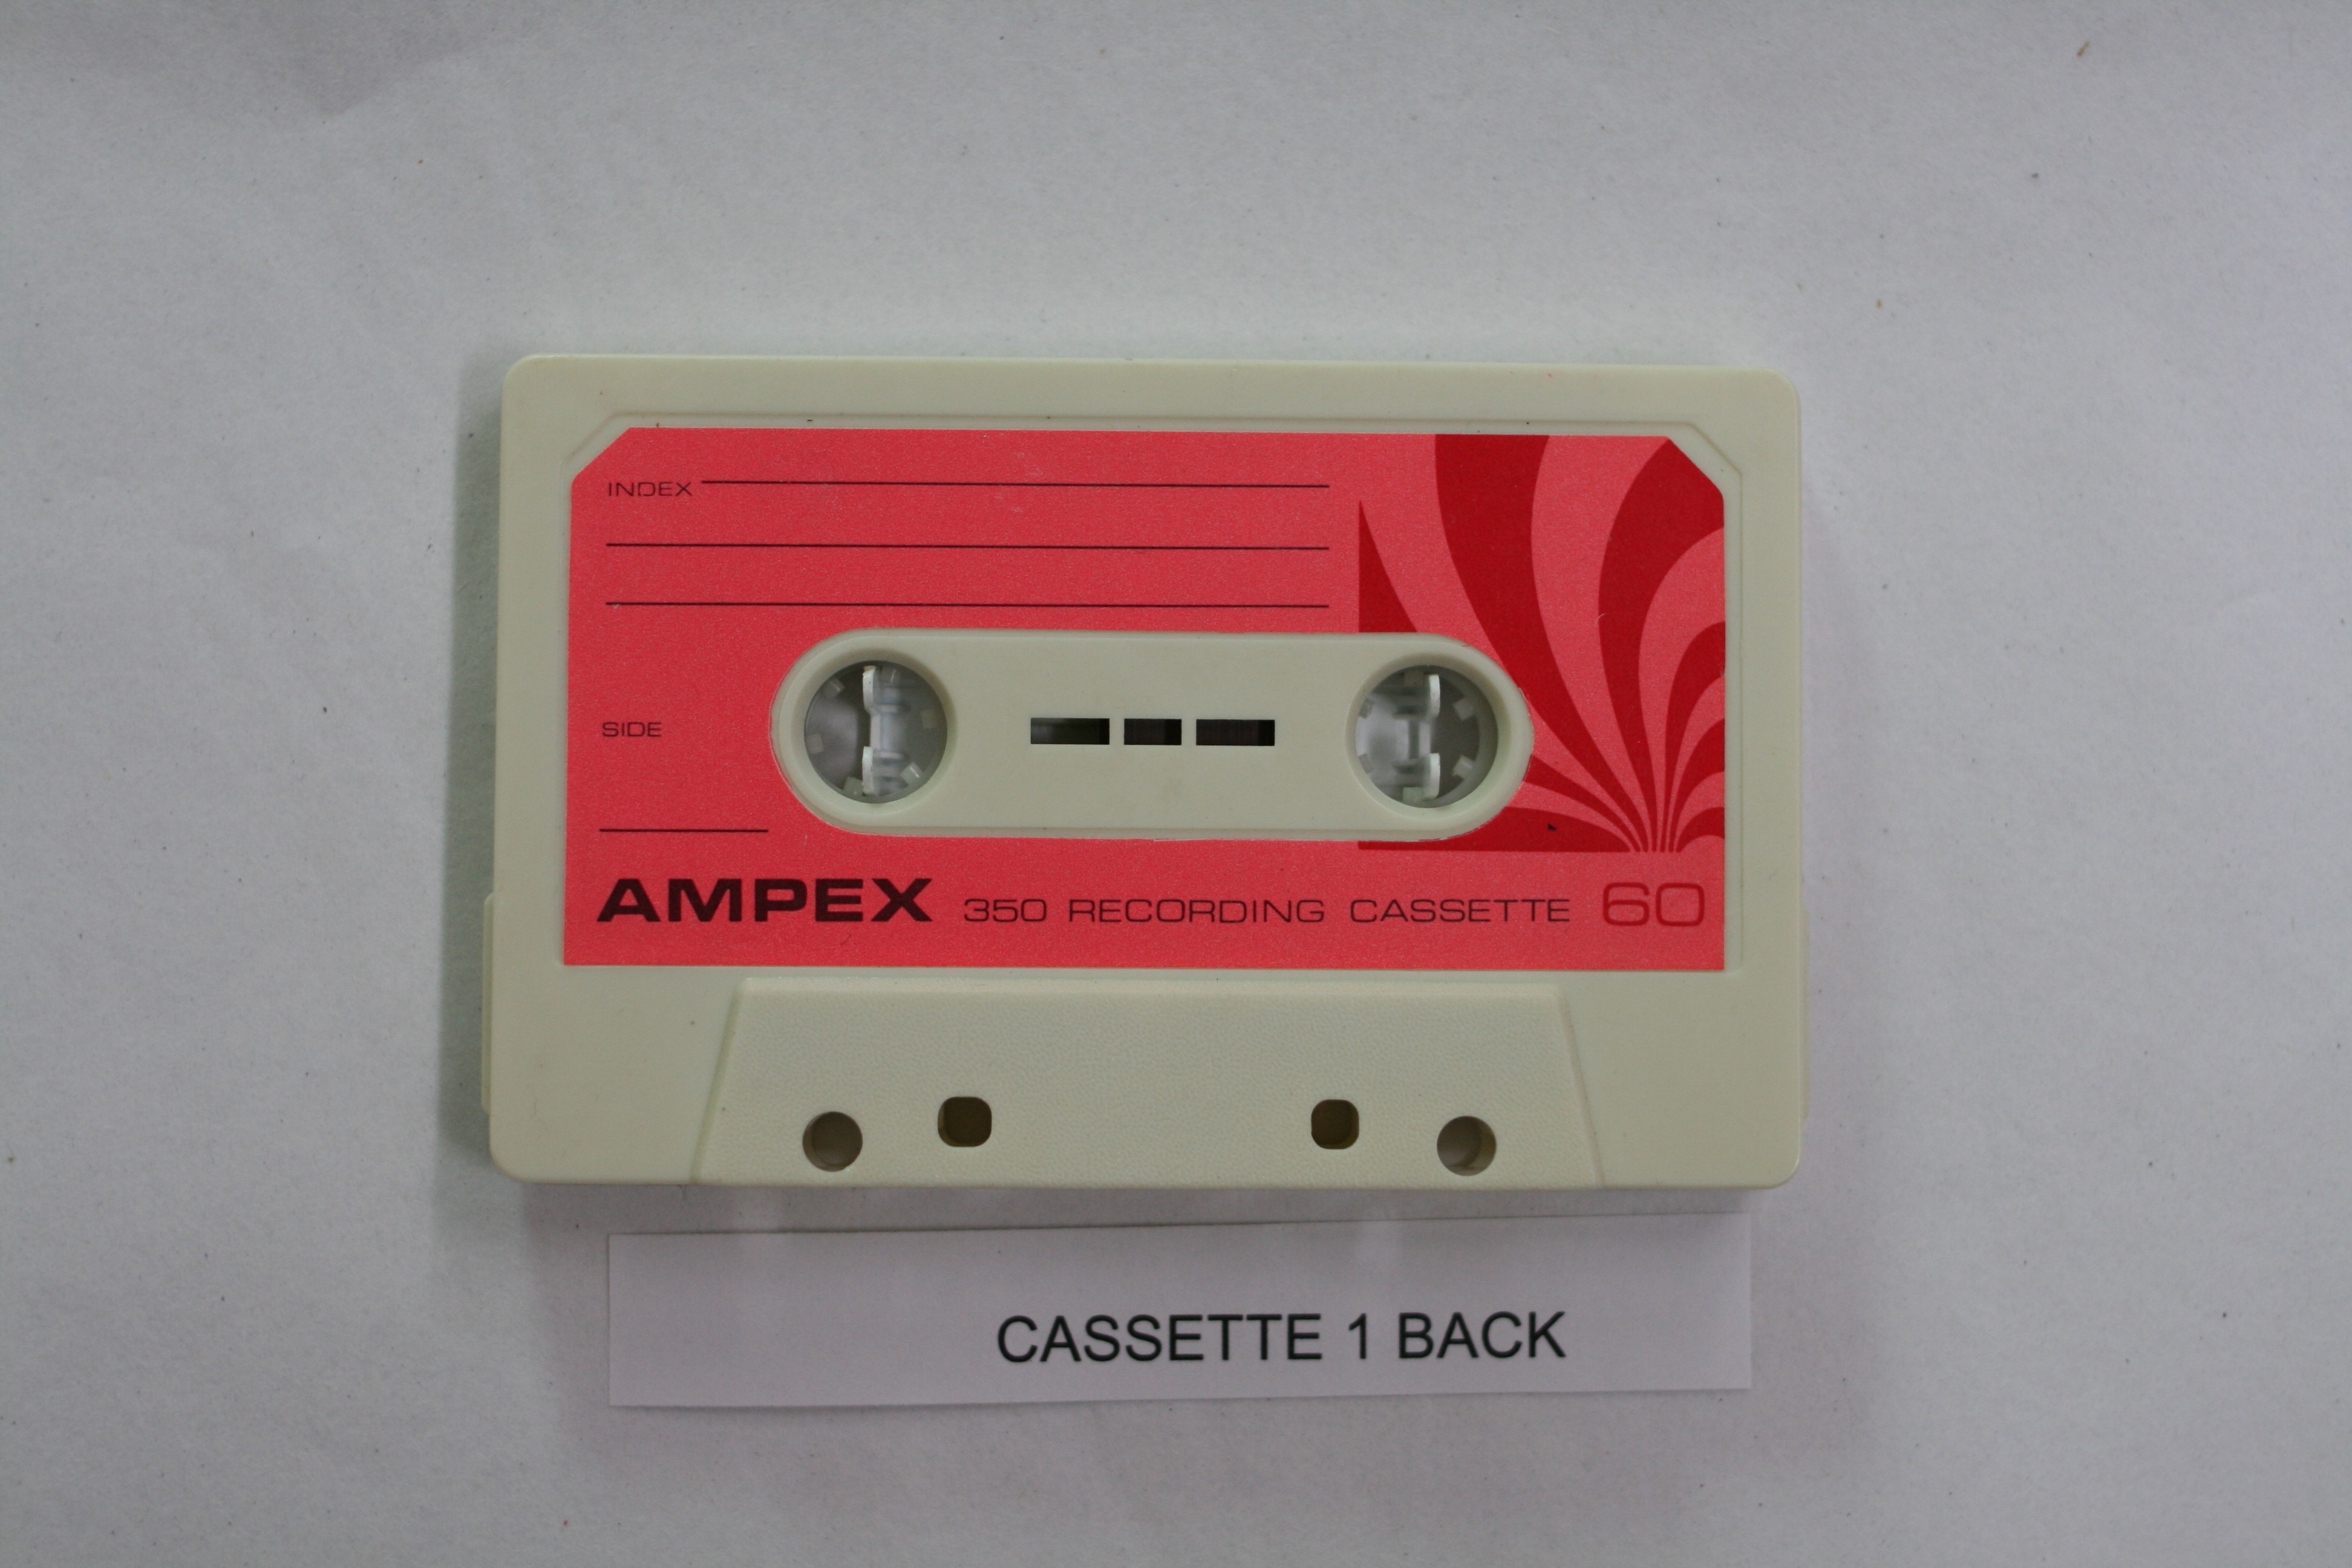 INDEX
SIDE
AMPEX 350 RECORDING CASSETTE 60
CASSETTE 1 BACK